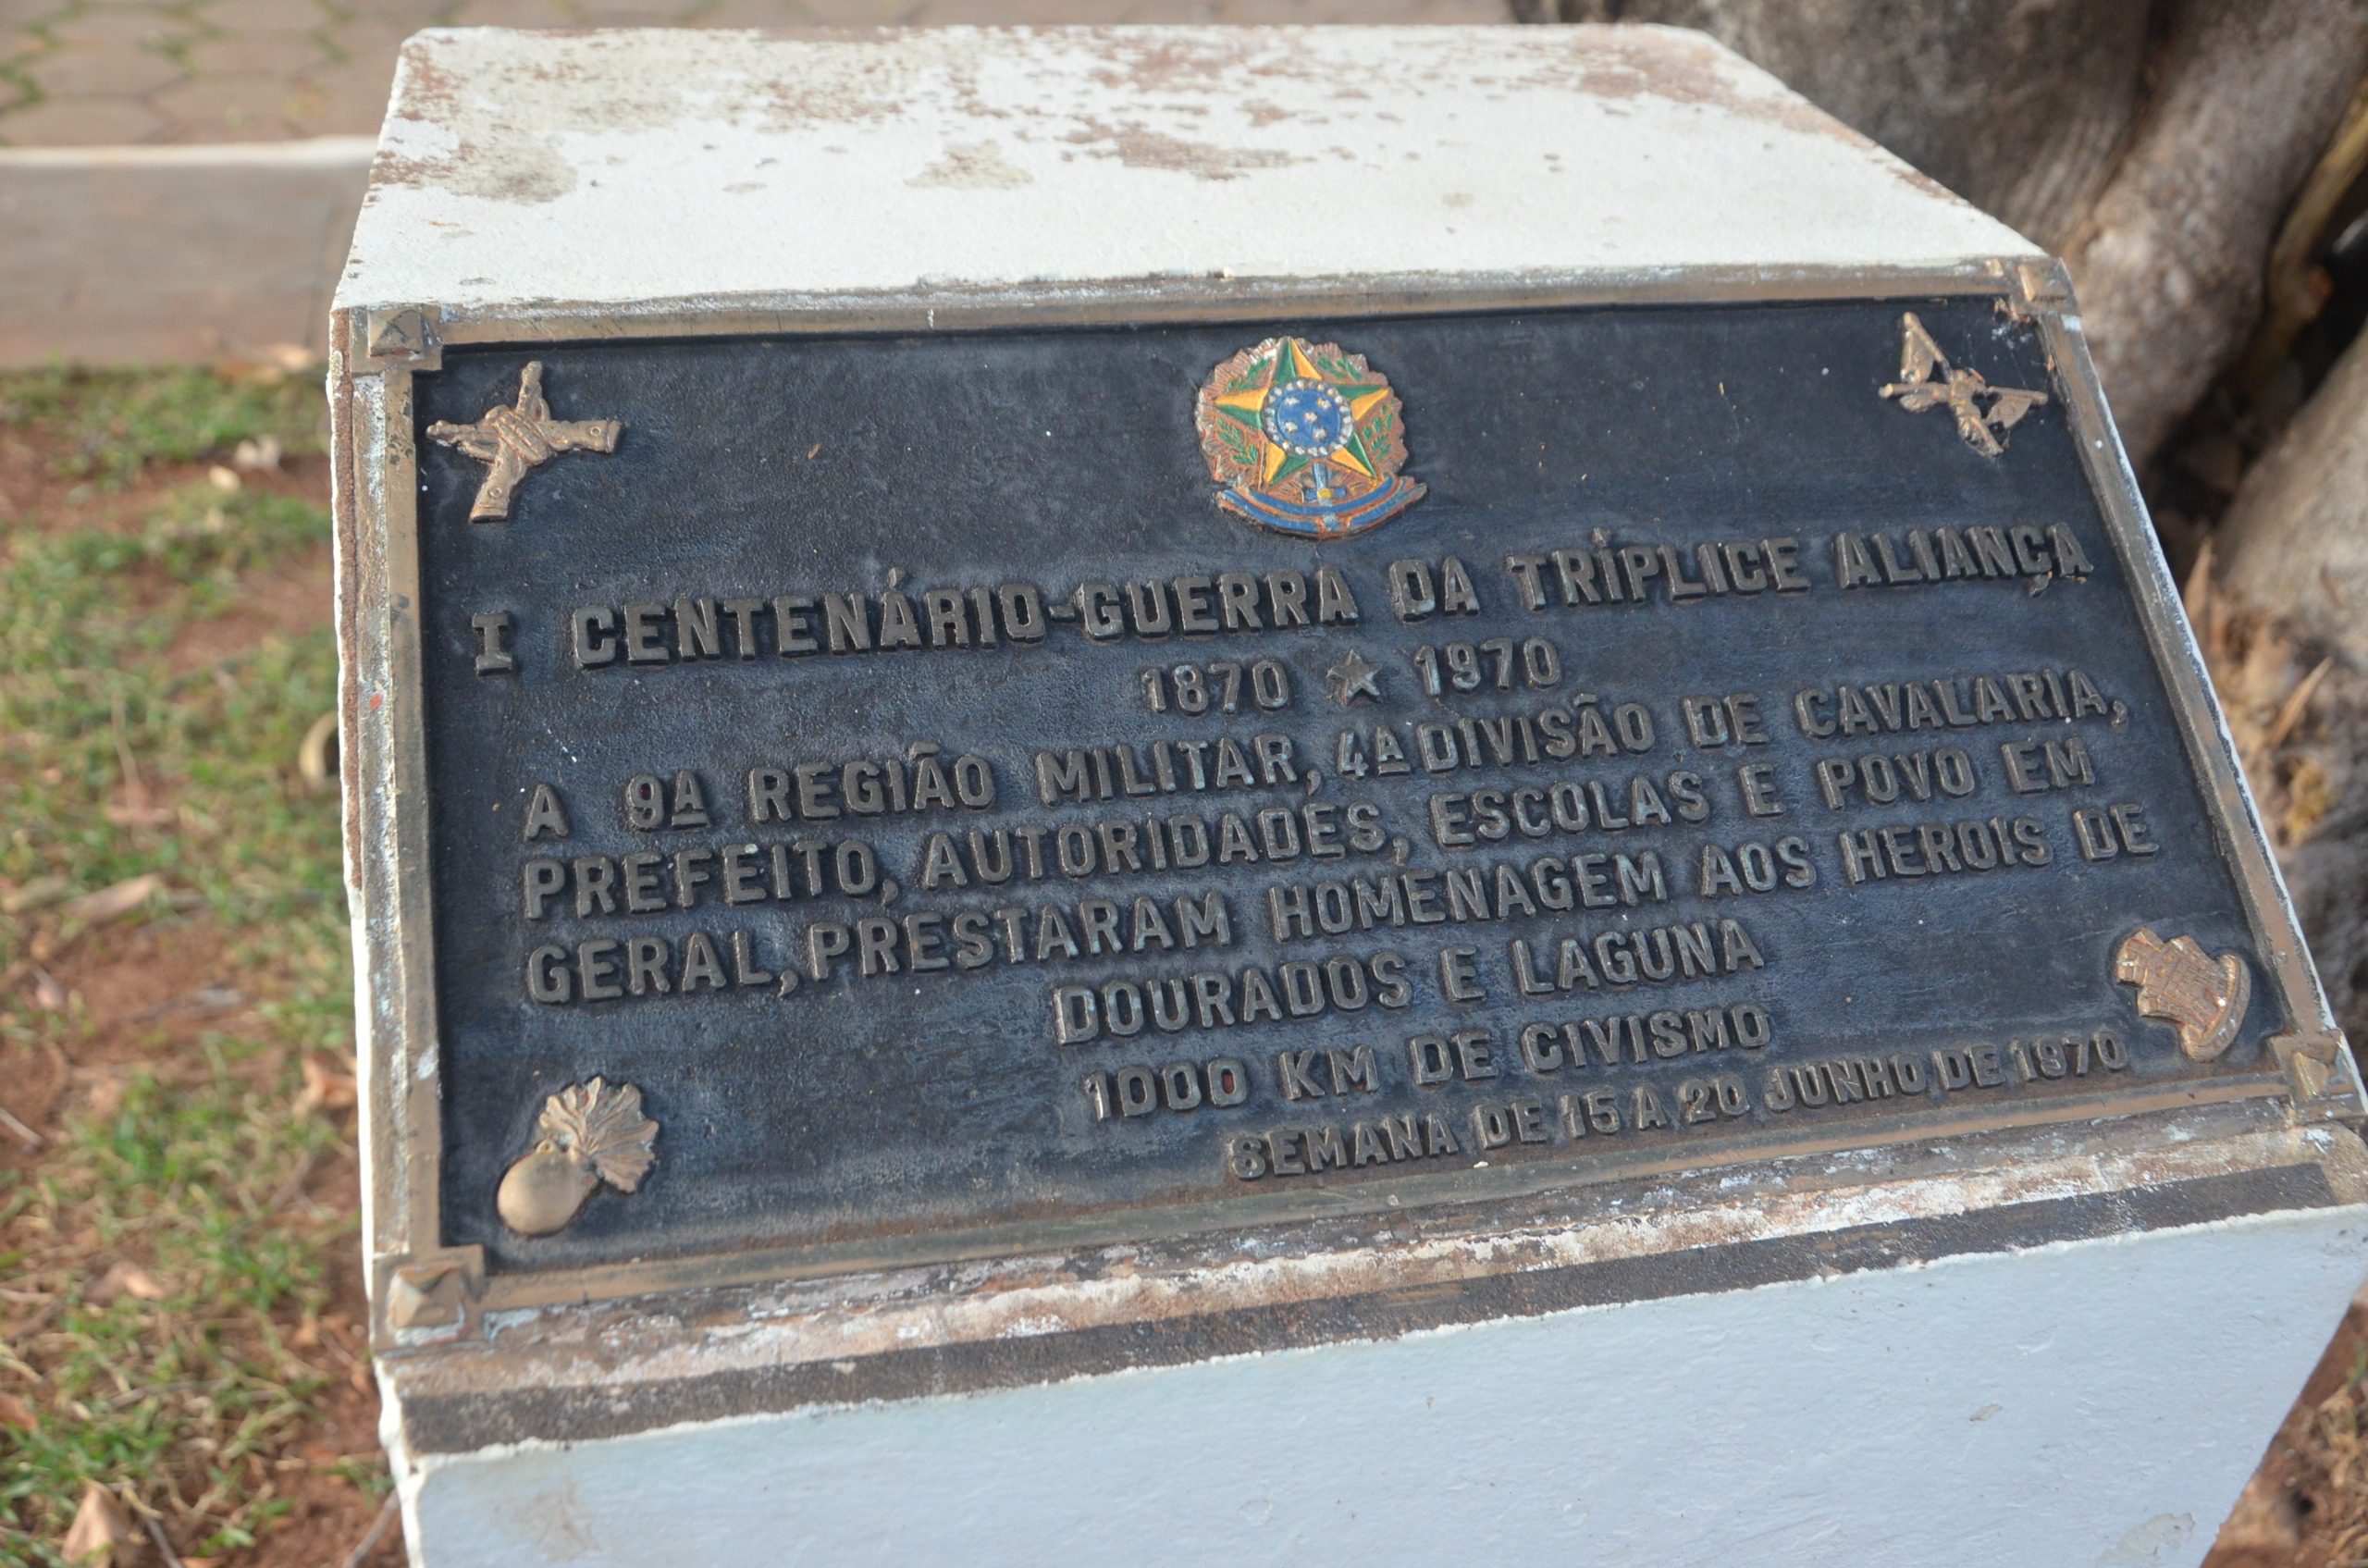 I CENTENÁRIO-GUERRA DA TRÍPLICE ALIANÇA
1870 ★ 1970
A 9ª REGIÃO MILITAR, 4ª DIVISÃO DE CAVALARIA,
PREFEITO, AUTORIDADES, ESCOLAS E POVO EM
GERAL, PRESTARAM HOMENAGEM AOS HEROIS DE
DOURADOS E LAGUNA
1000 KM DE CIVISMO
SEMANA DE 15 A 20 JUNHO DE 1970